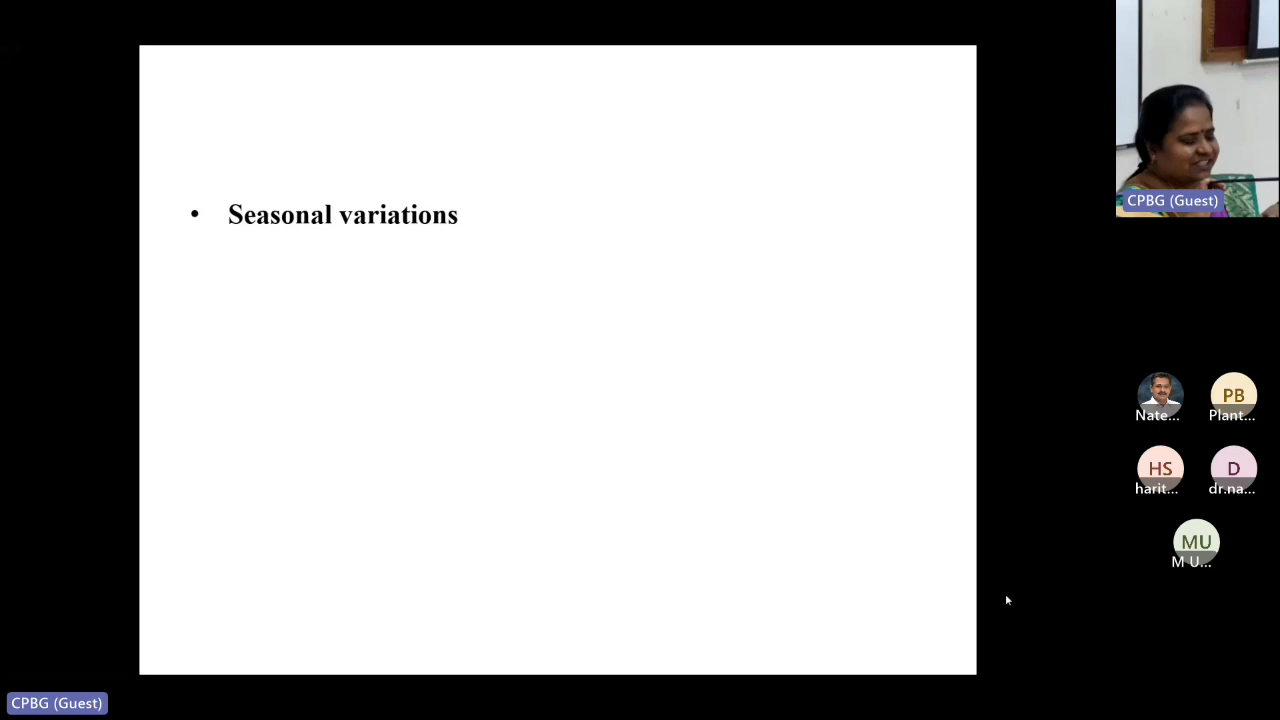 • Seasonal variations
CPBG (Guest)
Nate...
PB
Plant...
HS
harit...
D
dr.na...
MU
M U...
CPBG (Guest)